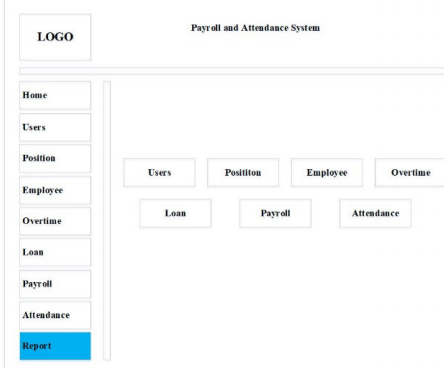 LOGO
Payroll and Attendance System
Home
Users
Position
Employee
Overtime
Loan
Payroll
Attendance
Report
Users
Posititon
Employee
Overtime
Loan
Payroll
Attendance